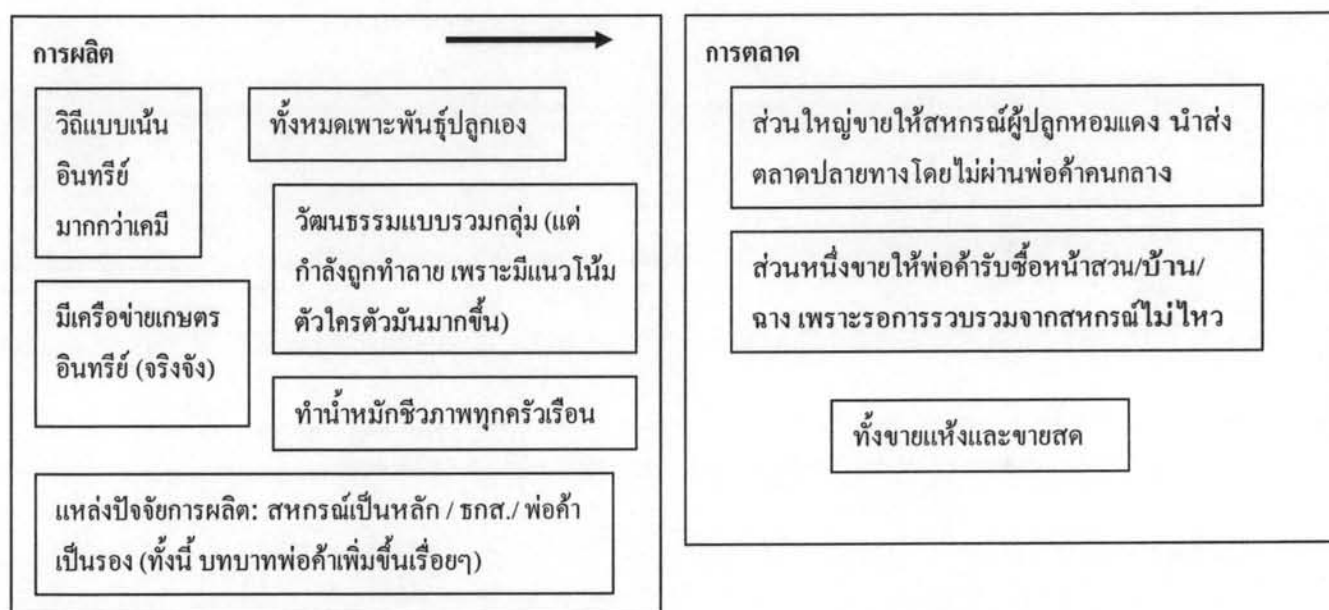 การผลิต
วิถีแบบเน้น
อินทรีย์
มากกว่าเคมี
ทั้งหมดเพาะพันธุ์ปลูกเอง
วัฒนธรรมแบบรวมกลุ่ม (แต่
กำลังถูกทำลาย เพราะมีแนวโน้ม
ตัวใครตัวมันมากขึ้น)
มีเครือข่ายเกษตร
อินทรีย์ (จริงจัง)
ทำน้ำหมักชีวภาพทุกครัวเรือน
แหล่งปัจจัยการผลิต: สหกรณ์เป็นหลัก / ธกส./ พ่อค้า
เป็นรอง (ทั้งนี้ บทบาทพ่อค้าเพิ่มขึ้นเรื่อยๆ)
การตลาด
ส่วนใหญ่ขายให้สหกรณ์ผู้ปลูกหอมแดง นำส่ง
ตลาดปลายทางโดยไม่ผ่านพ่อค้าคนกลาง
ส่วนหนึ่งขายให้พ่อค้ารับซื้อหน้าสวน/บ้าน/
ฉาง เพราะรอการรวบรวมจากสหกรณ์ไม่ไหว
ทั้งขายแห้งและขายสด